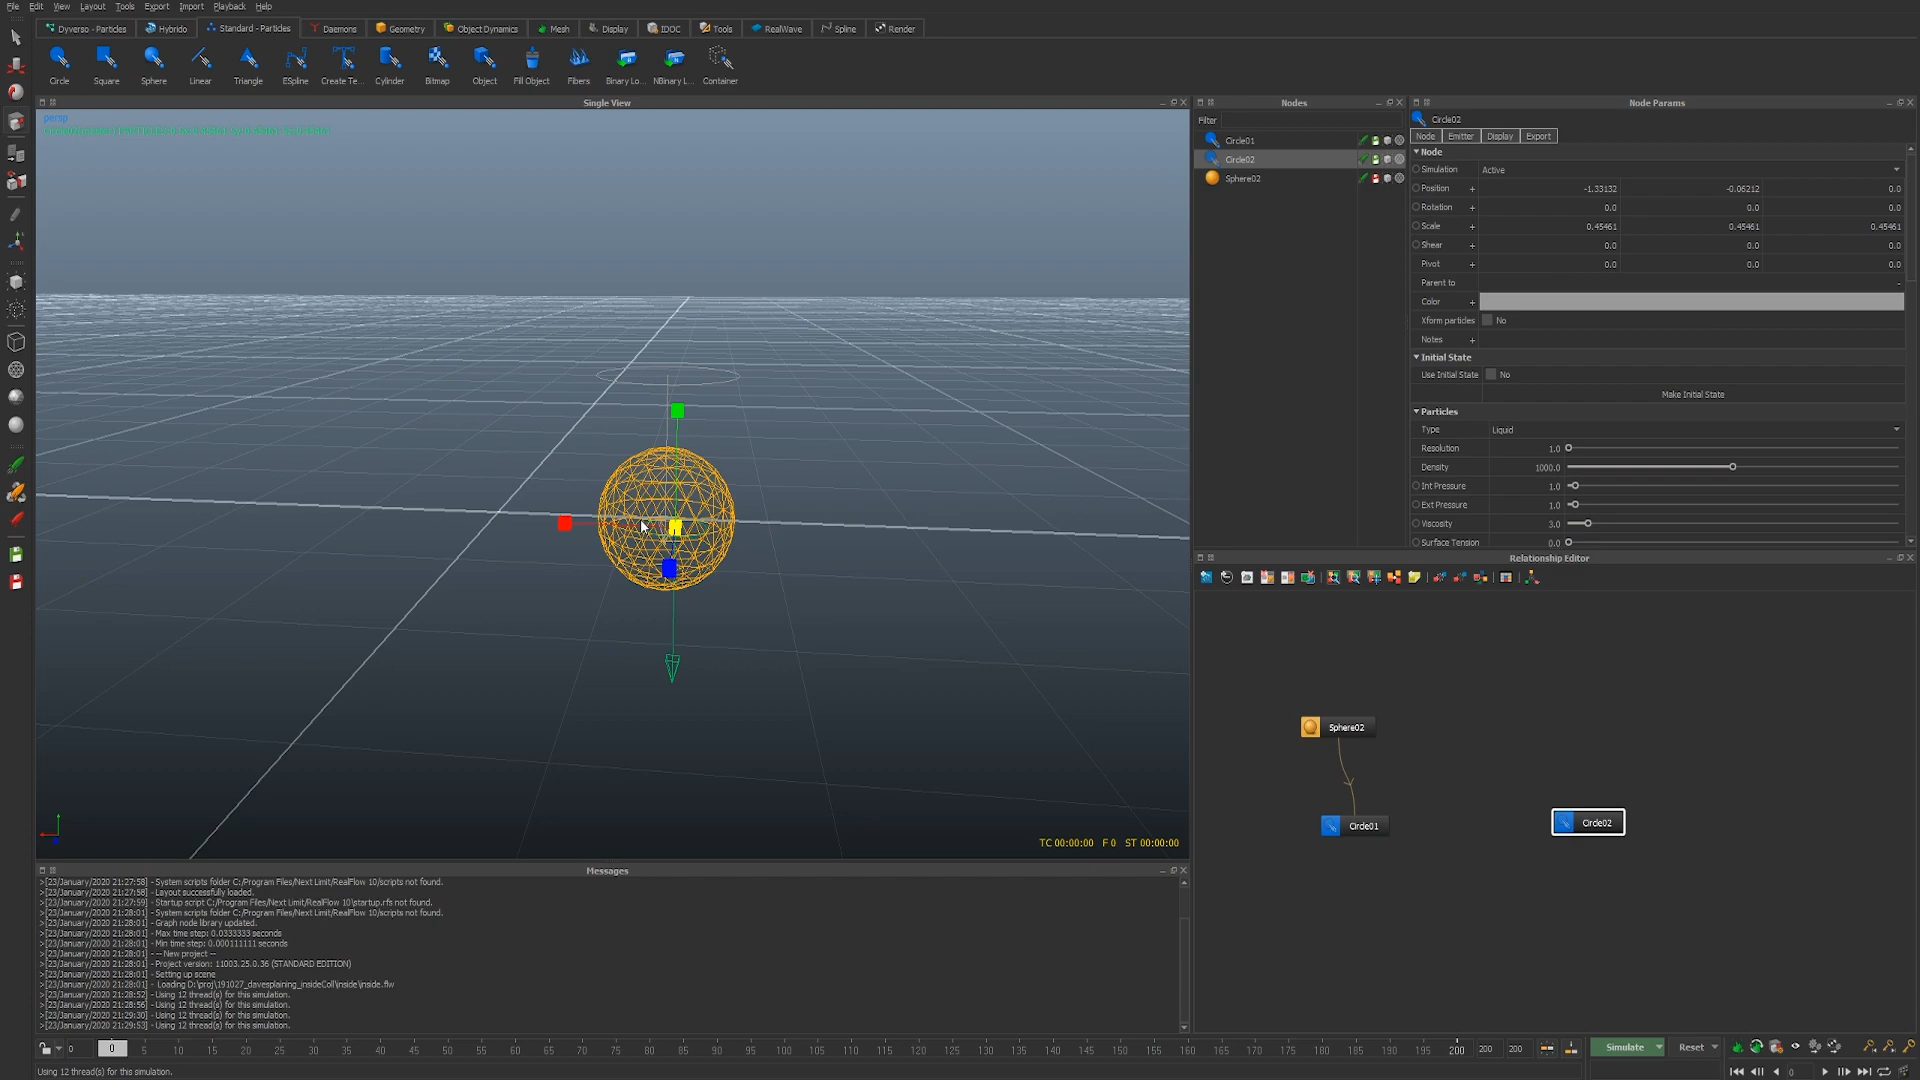 File Edit View Layout Tools Export Import Playback Help
Dyverso - Particles Hybrido Standard - Particles Daemons Geometry Object Dynamics Mesh Display IDOC Tools RealWave Spline Render
Circle Square Sphere Linear Triangle ESpline Create Te... Cylinder Bitmap Object Fill Object Fibers Binary Lo... NBinary L... Container
Single View
persp
TC 00:00:00 F 0 ST 00:00:00
Nodes
Filter
Circle01
Circle02
Sphere02
Node Params
Circle02
Node Emitter Display Export
Node
Simulation Active
Position + -1.33132 -0.06212 0.0
Rotation + 0.0 0.0 0.0
Scale + 0.45461 0.45461 0.45461
Shear + 0.0 0.0 0.0
Pivot + 0.0 0.0 0.0
Parent to -
Color +
Xform particles No
Notes +
Initial State
Use Initial State No
Make Initial State
Particles
Type Liquid
Resolution 1.0
Density 1000.0
Int Pressure 1.0
Ext Pressure 1.0
Viscosity 3.0
Surface Tension 0.0
Relationship Editor
Sphere02
Circle01
Circle02
Messages
>[23/January/2020 21:27:58] - System scripts folder C:/Program Files/Next Limit/RealFlow 10/scripts not found.
>[23/January/2020 21:27:58] - Layout successfully loaded.
>[23/January/2020 21:27:59] - Startup script C:/Program Files/Next Limit/RealFlow 10\startup.rfs not found.
>[23/January/2020 21:28:01] - System scripts folder C:/Program Files/Next Limit/RealFlow 10/scripts not found.
>[23/January/2020 21:28:01] - Graph node library updated.
>[23/January/2020 21:28:01] - Max time step: 0.0333333 seconds
>[23/January/2020 21:28:01] - Min time step: 0.000111111 seconds
>[23/January/2020 21:28:01] - -- New project --
>[23/January/2020 21:28:01] - Project version: 11003.25.0.36 (STANDARD EDITION)
>[23/January/2020 21:28:01] - Setting up scene
>[23/January/2020 21:28:01] - Loading D:\proj\191027_davesplaining_insideColl\inside\inside.flw
>[23/January/2020 21:28:52] - Using 12 thread(s) for this simulation.
>[23/January/2020 21:28:56] - Using 12 thread(s) for this simulation.
>[23/January/2020 21:29:30] - Using 12 thread(s) for this simulation.
>[23/January/2020 21:29:53] - Using 12 thread(s) for this simulation.
0 0 5 10 15 20 25 30 35 40 45 50 55 60 65 70 75 80 85 90 95 100 105 110 115 120 125 130 135 140 145 150 155 160 165 170 175 180 185 190 195 200 200 200 Simulate Reset
Using 12 thread(s) for this simulation. 0